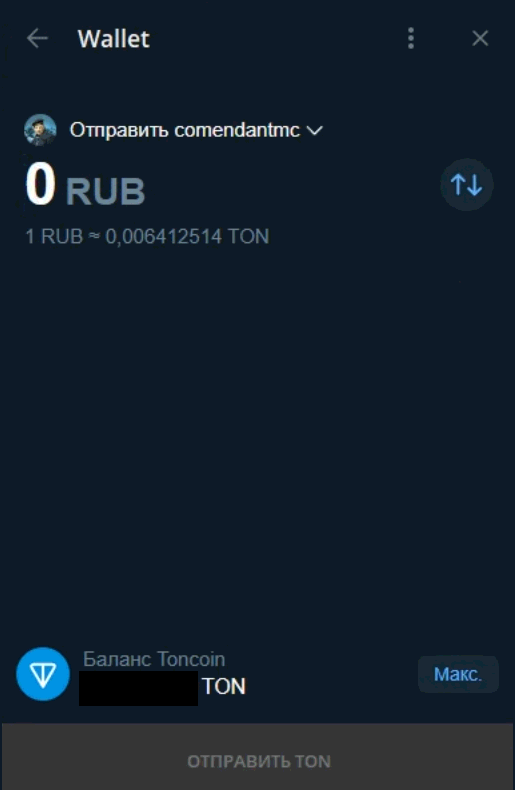 Wallet
Отправить comendantmc
0 RUB
1 RUB ≈ 0,006412514 TON
Баланс Toncoin
TON
Макс.
ОТПРАВИТЬ TON